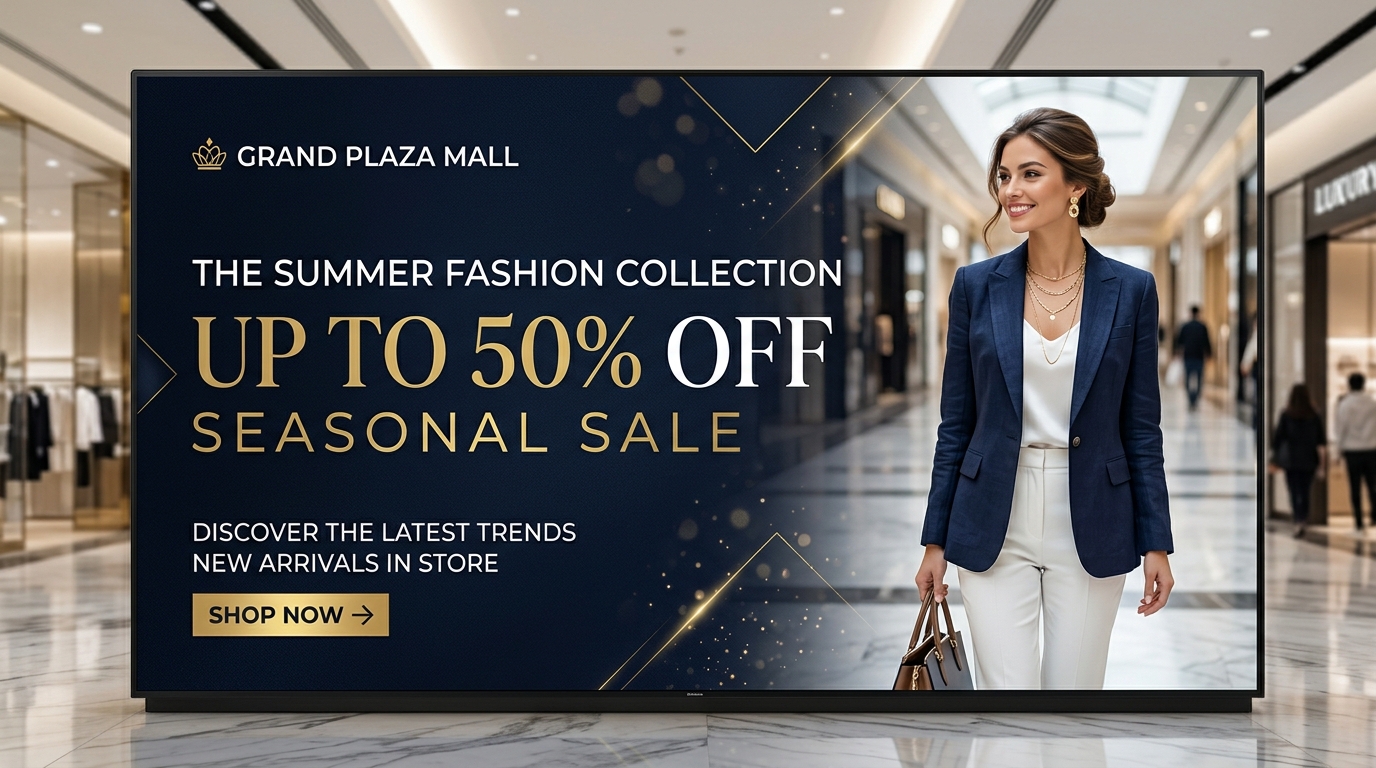 GRAND PLAZA MALL
THE SUMMER FASHION COLLECTION
UP TO 50% OFF
SEASONAL SALE
DISCOVER THE LATEST TRENDS
NEW ARRIVALS IN STORE
SHOP NOW →
LUXURY